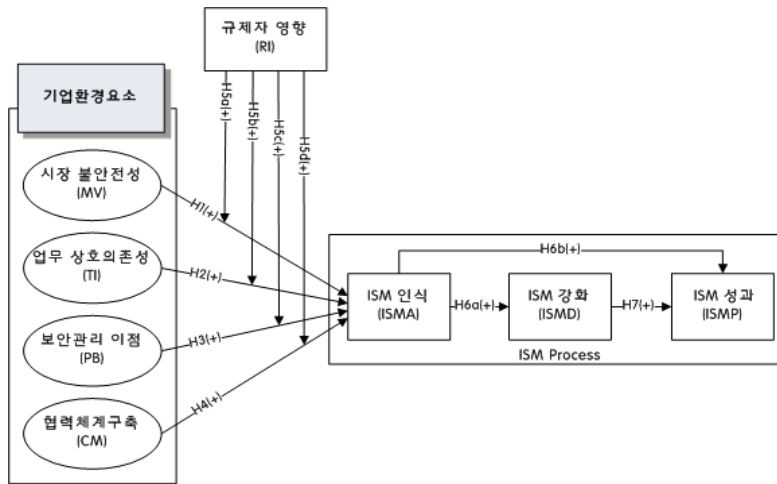 규제자 영향
(RI)
기업환경요소
H5a(+)
H5b(+)
H5c(+)
H5d(+)
시장 불안전성
(MV)
H1(+)
업무 상호의존성
(TI)
H2(+)
보안관리 이점
(PB)
H3(+)
협력체계구축
(CM)
H4(+)
H6b(+)
ISM 인식
(ISMA)
H6a(+)
ISM 강화
(ISMD)
H7(+)
ISM 성과
(ISMP)
ISM Process